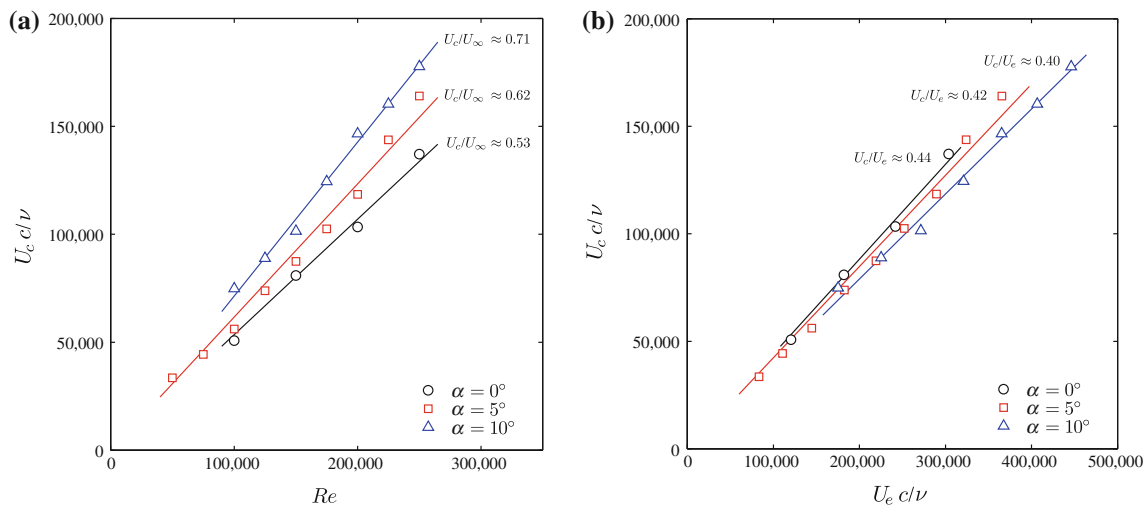 (a)
200,000
150,000
100,000
50,000
0
U_c c/ν
U_c/U_∞ ≈ 0.71
U_c/U_∞ ≈ 0.62
U_c/U_∞ ≈ 0.53
α = 0°
α = 5°
α = 10°
0 100,000 200,000 300,000
Re
(b)
200,000
150,000
100,000
50,000
0
U_c c/ν
U_c/U_e ≈ 0.40
U_c/U_e ≈ 0.42
U_c/U_e ≈ 0.44
α = 0°
α = 5°
α = 10°
0 100,000 200,000 300,000 400,000 500,000
U_e c/ν